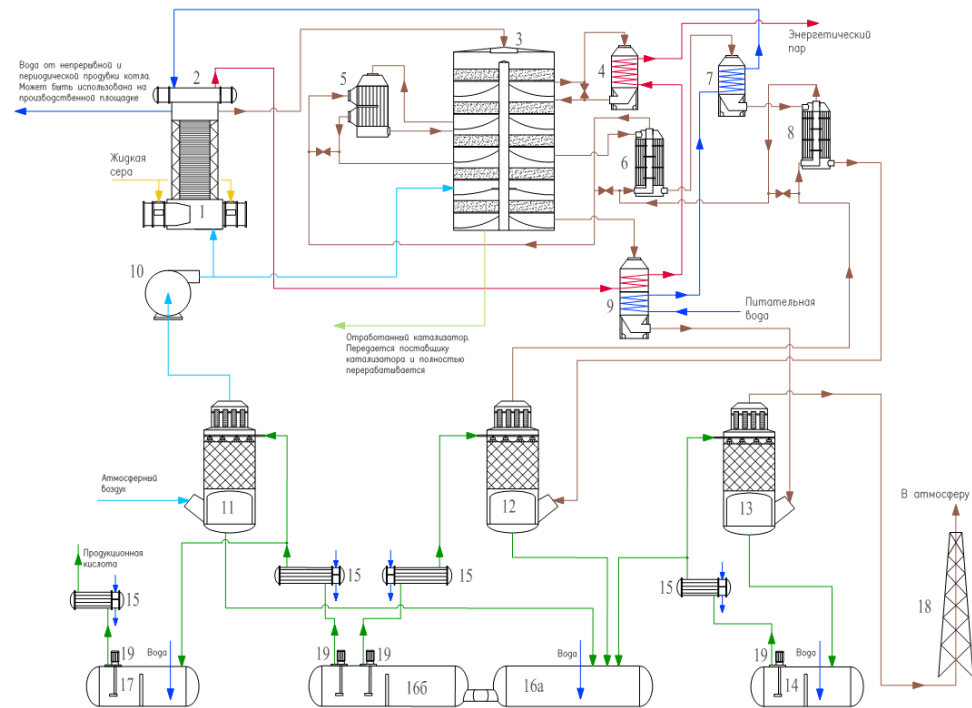 Энергетический
пар
Вода от непрерывной и
периодической продувки котла.
Может быть использована на
производственной площадке
2
3
4
5
7
8
Жидкая
сера
6
1
10
9
Питательная
вода
Отработанный катализатор.
Передается поставщику
катализатора и полностью
перерабатывается
Атмосферный
воздух
11
12
13
В атмосферу
Продукционная
кислота
15
15
15
15
18
19
Вода
17
19
19
16б
16а
Вода
19
Вода
14